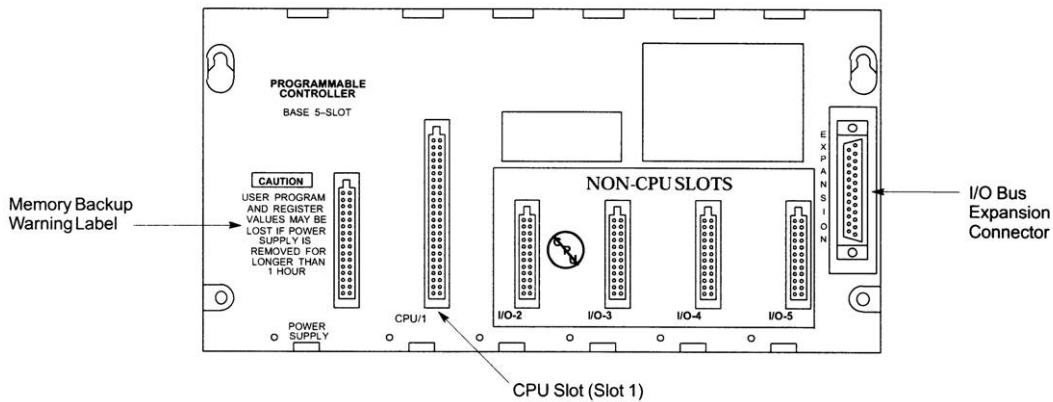 PROGRAMMABLE
CONTROLLER
BASE 5–SLOT
CAUTION
USER PROGRAM
AND REGISTER
VALUES MAY BE
LOST IF POWER
SUPPLY IS
REMOVED FOR
LONGER THAN
1 HOUR
Memory Backup
Warning Label
POWER
SUPPLY
CPU/1
NON-CPU SLOTS
CPU
I/O-2
I/O-3
I/O-4
I/O-5
EXPANSION
I/O Bus
Expansion
Connector
CPU Slot (Slot 1)